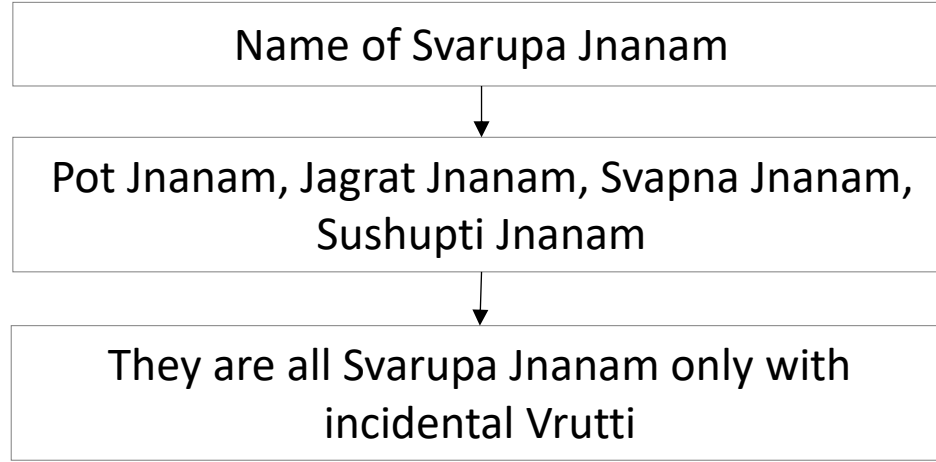 Name of Svarupa Jnanam
Pot Jnanam, Jagrat Jnanam, Svapna Jnanam,
Sushupti Jnanam
They are all Svarupa Jnanam only with
incidental Vrutti